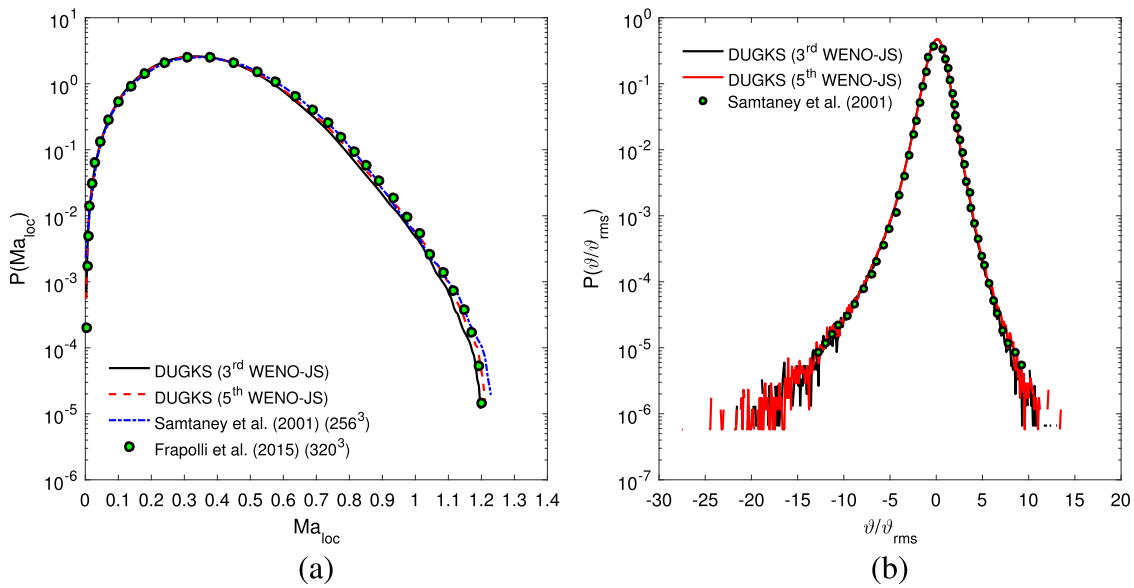 10^1
10^0
10^-1
10^-2
10^-3
10^-4
10^-5
10^-6
P(Ma_loc)
DUGKS (3^rd WENO-JS)
DUGKS (5^th WENO-JS)
Samtaney et al. (2001) (256^3)
Frapolli et al. (2015) (320^3)
0 0.1 0.2 0.3 0.4 0.5 0.6 0.7 0.8 0.9 1 1.1 1.2 1.3 1.4
Ma_loc
(a)
10^0
10^-1
10^-2
10^-3
10^-4
10^-5
10^-6
10^-7
P(ϑ/ϑ_rms)
DUGKS (3^rd WENO-JS)
DUGKS (5^th WENO-JS)
Samtaney et al. (2001)
-30 -25 -20 -15 -10 -5 0 5 10 15 20
ϑ/ϑ_rms
(b)